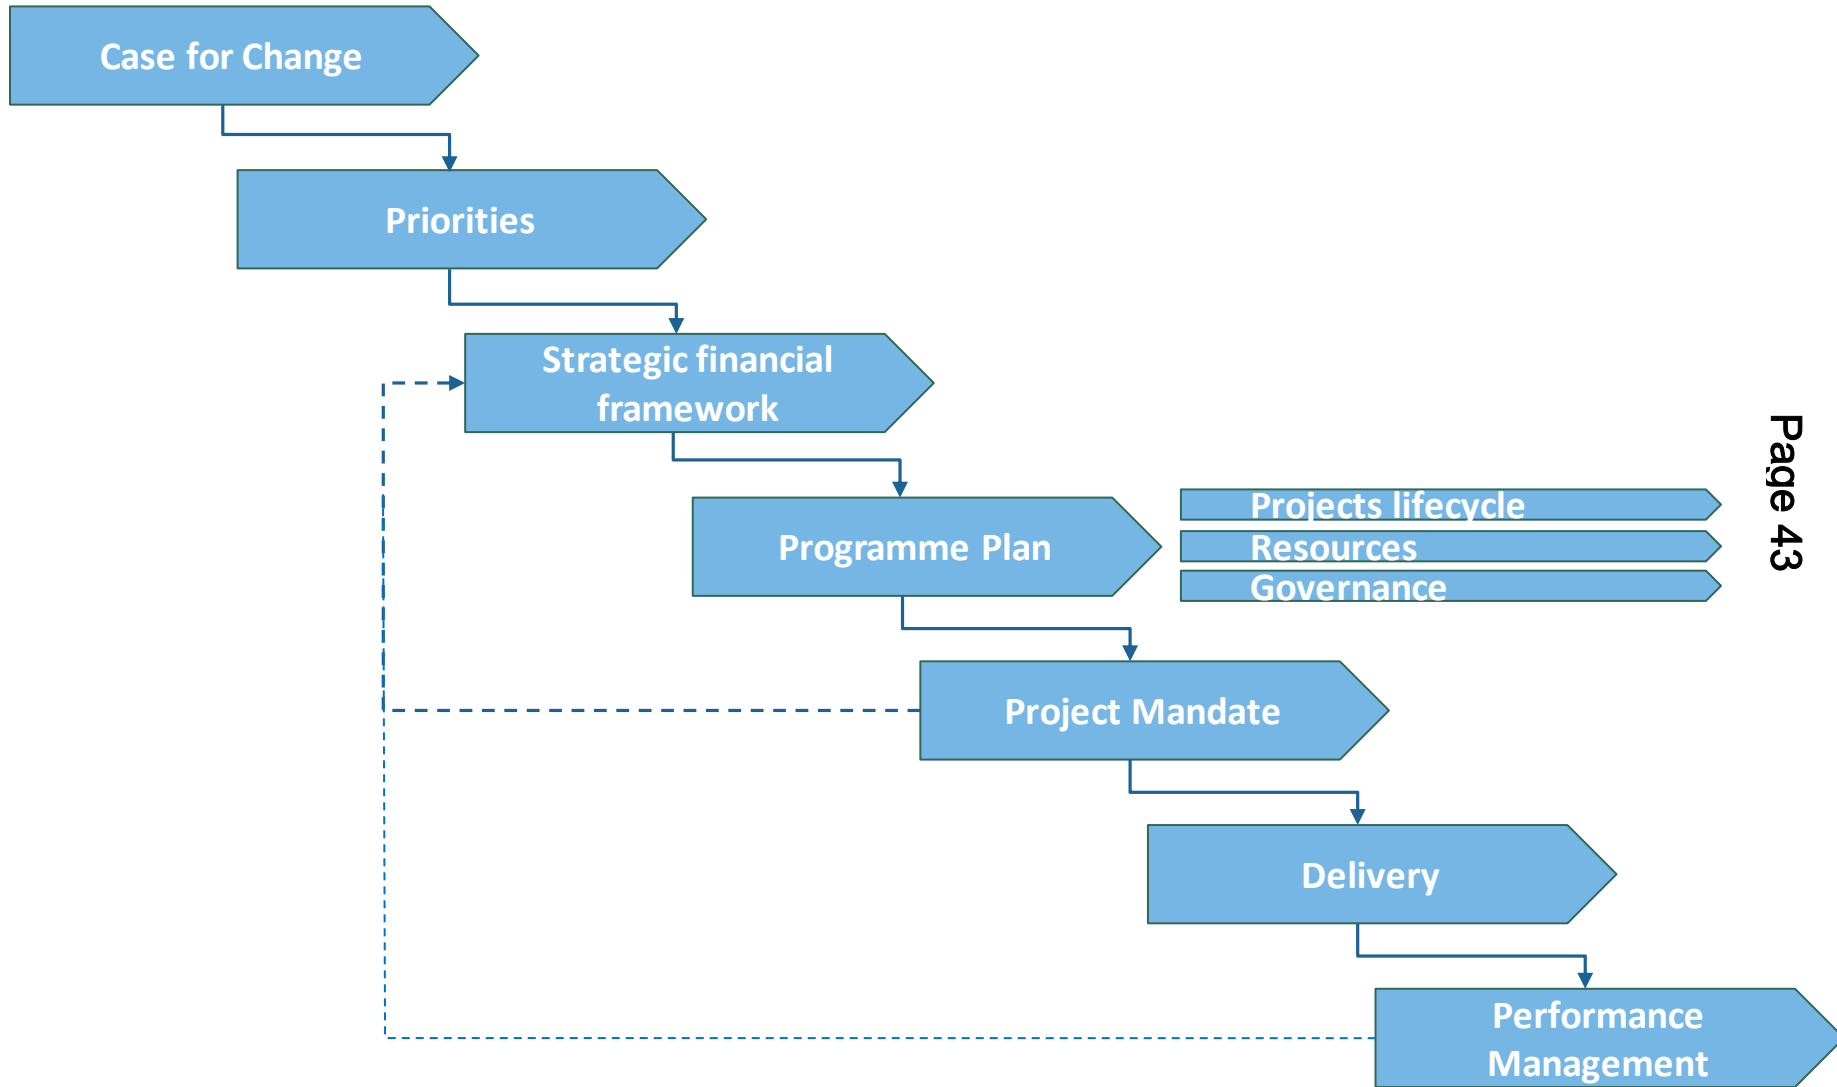 Case for Change
Priorities
Strategic financial
framework
Programme Plan
Projects lifecycle
Resources
Governance
Page 43
Project Mandate
Delivery
Performance
Management